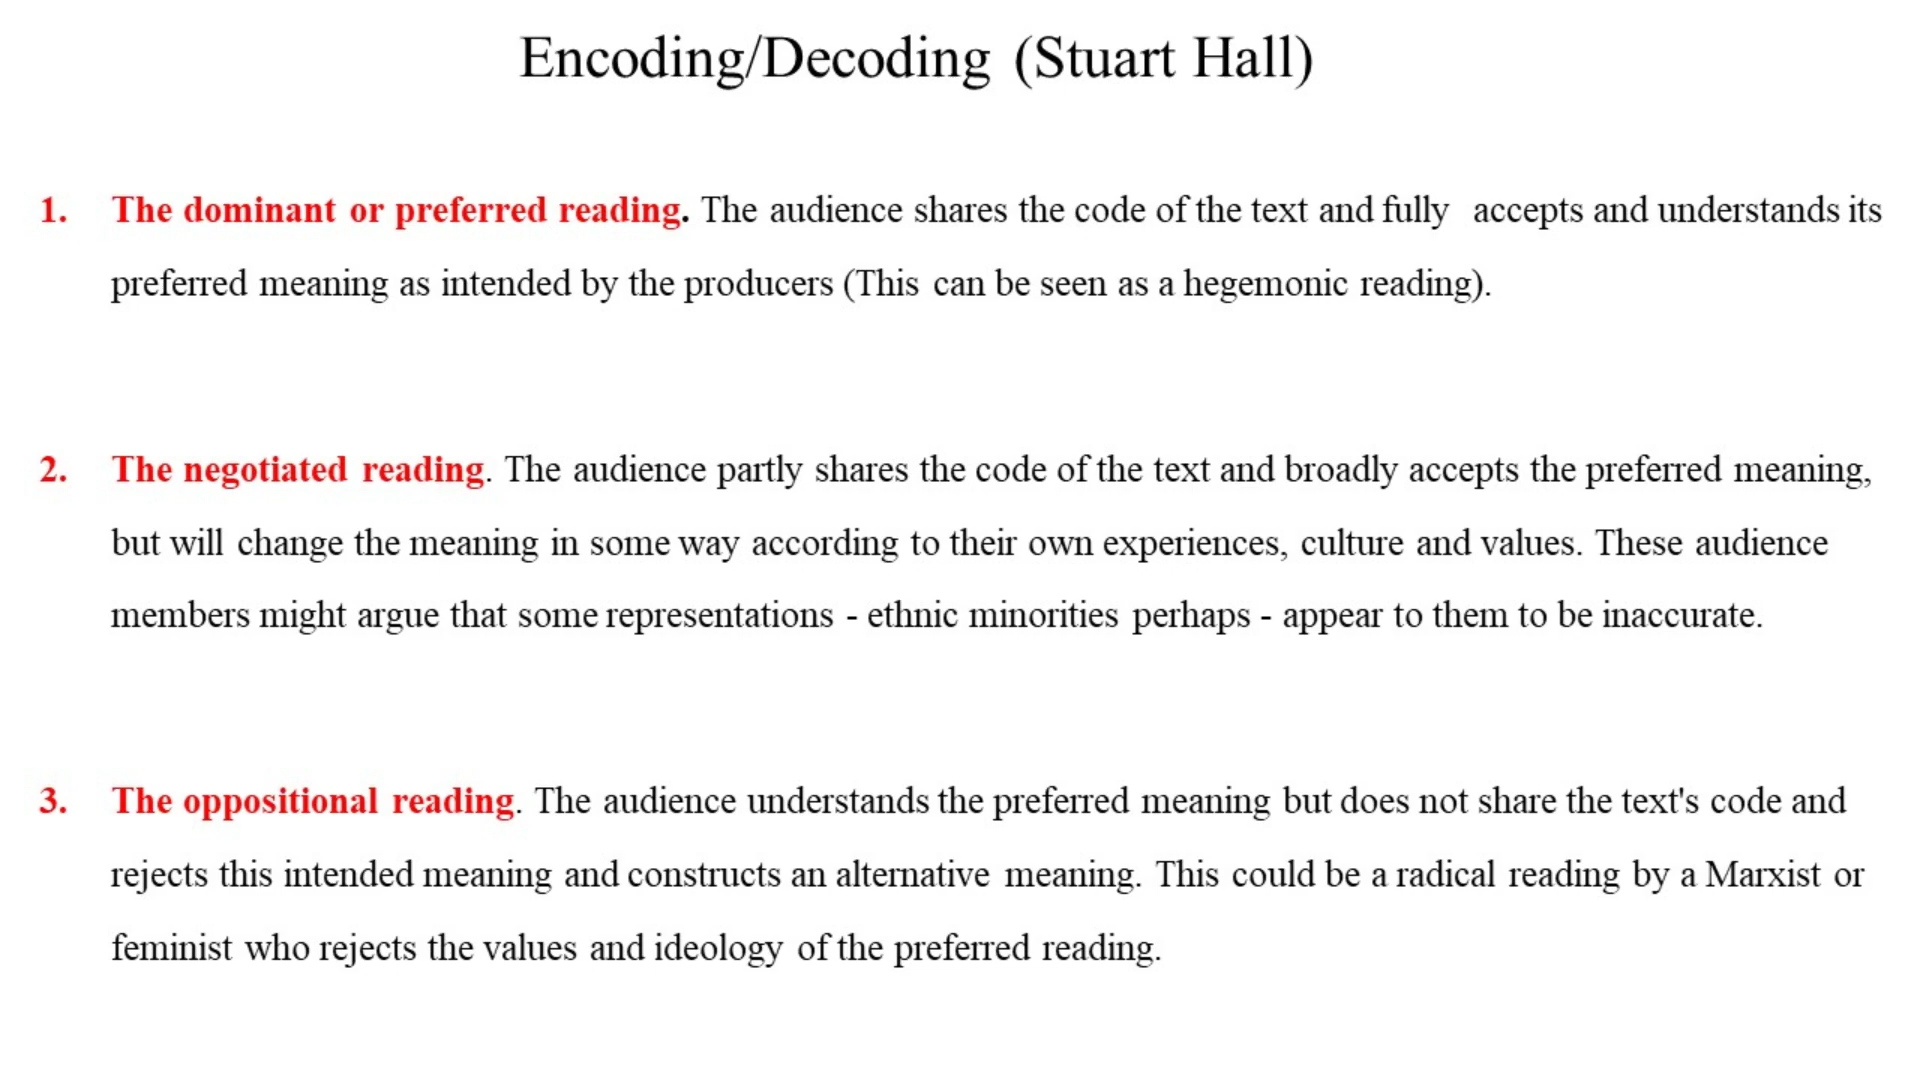 Encoding/Decoding (Stuart Hall)
1. The dominant or preferred reading. The audience shares the code of the text and fully accepts and understands its
preferred meaning as intended by the producers (This can be seen as a hegemonic reading).
2. The negotiated reading. The audience partly shares the code of the text and broadly accepts the preferred meaning,
but will change the meaning in some way according to their own experiences, culture and values. These audience
members might argue that some representations - ethnic minorities perhaps - appear to them to be inaccurate.
3. The oppositional reading. The audience understands the preferred meaning but does not share the text's code and
rejects this intended meaning and constructs an alternative meaning. This could be a radical reading by a Marxist or
feminist who rejects the values and ideology of the preferred reading.